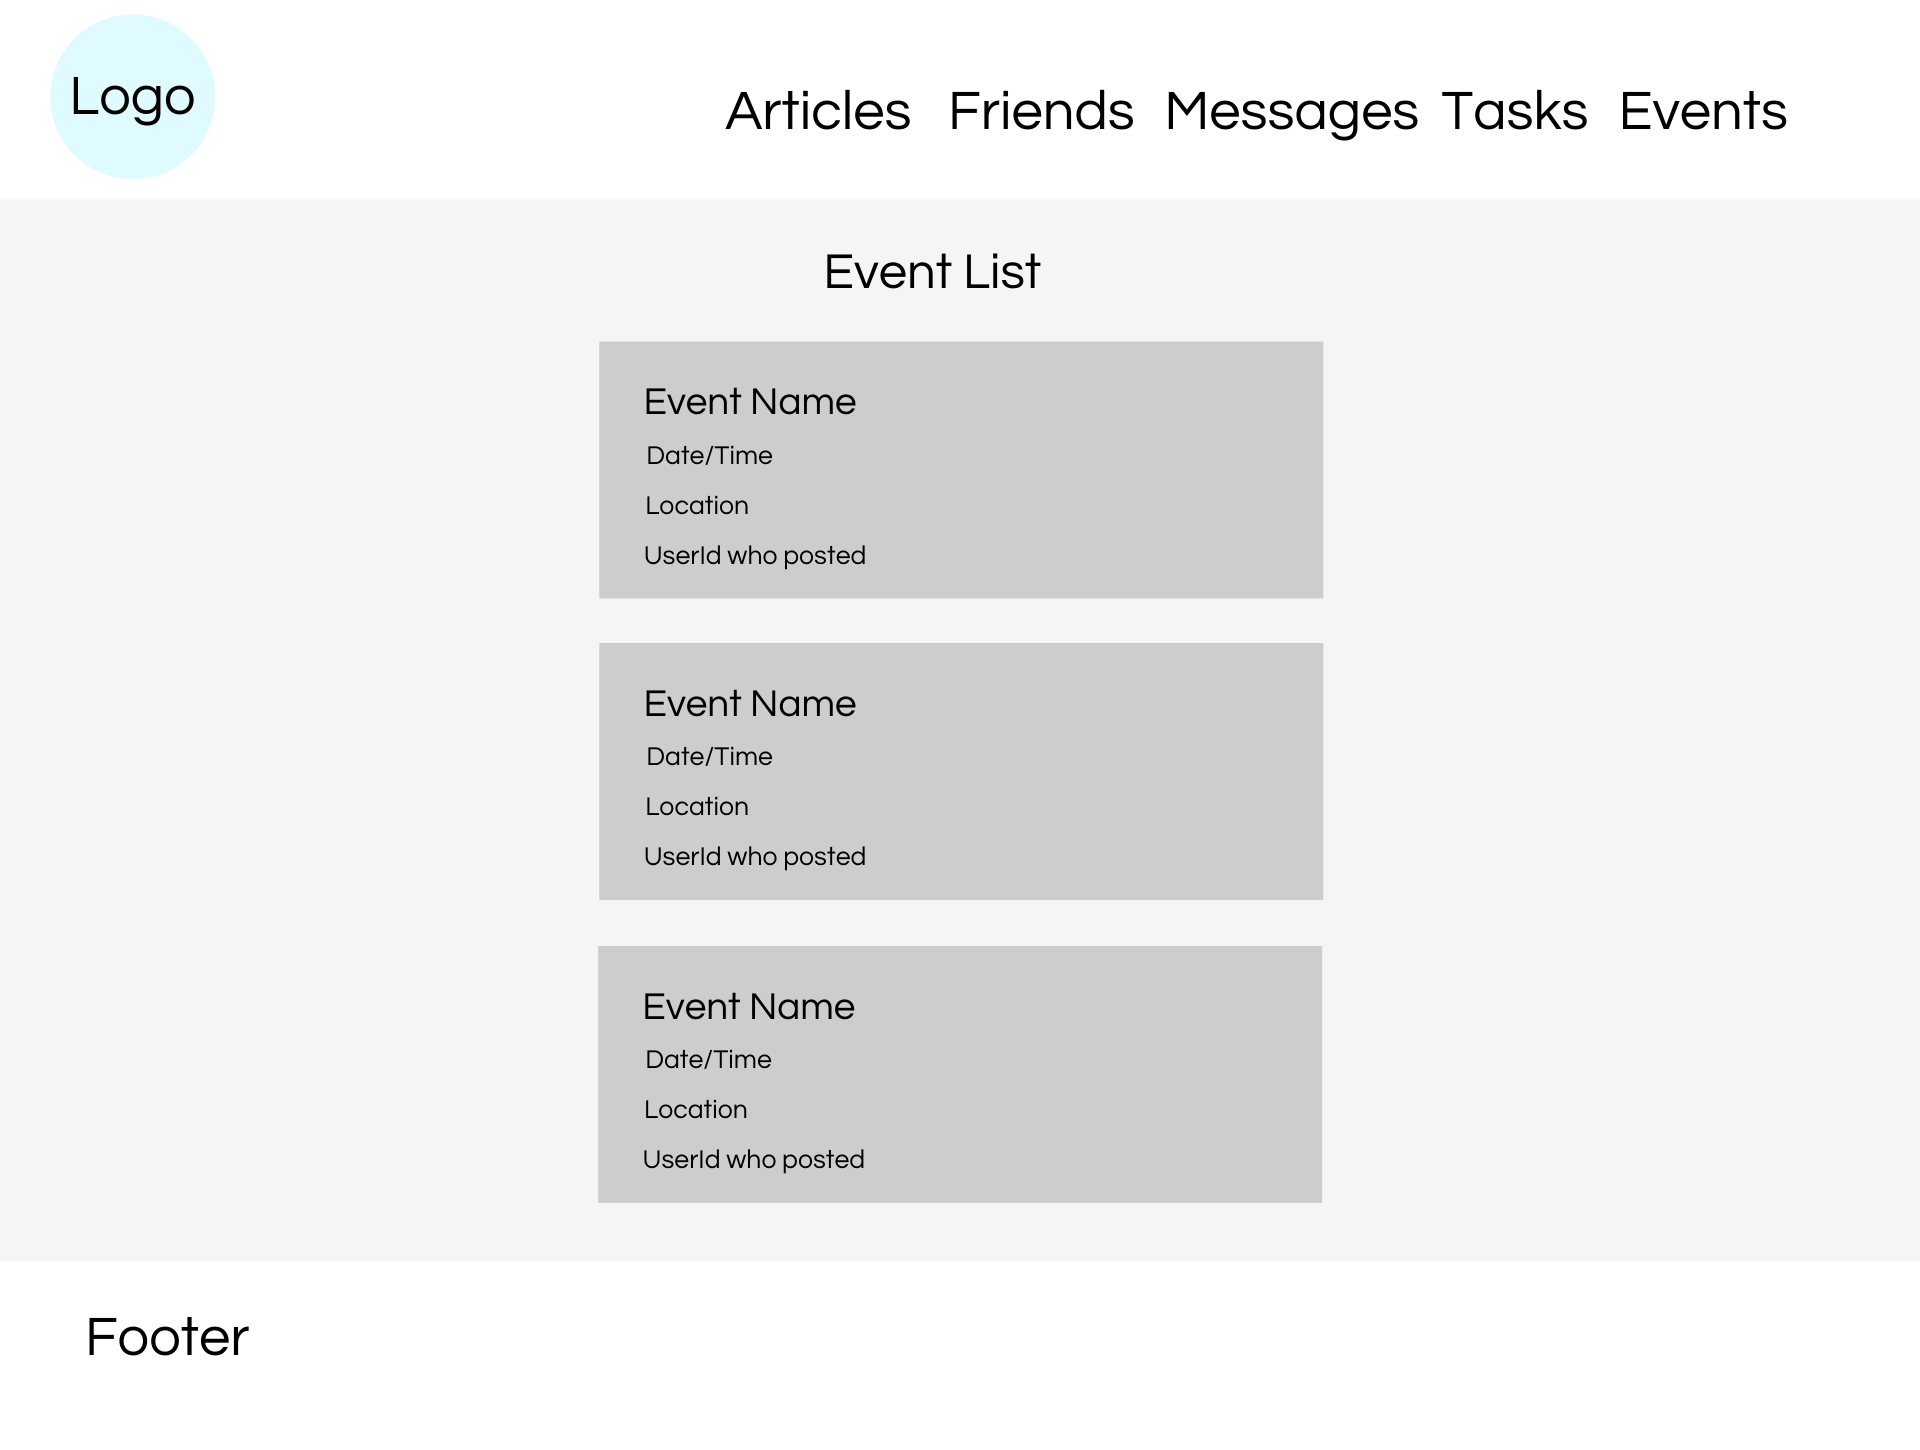 Logo
Articles Friends Messages Tasks Events
Event List
Event Name
Date/Time
Location
UserId who posted
Event Name
Date/Time
Location
UserId who posted
Event Name
Date/Time
Location
UserId who posted
Footer